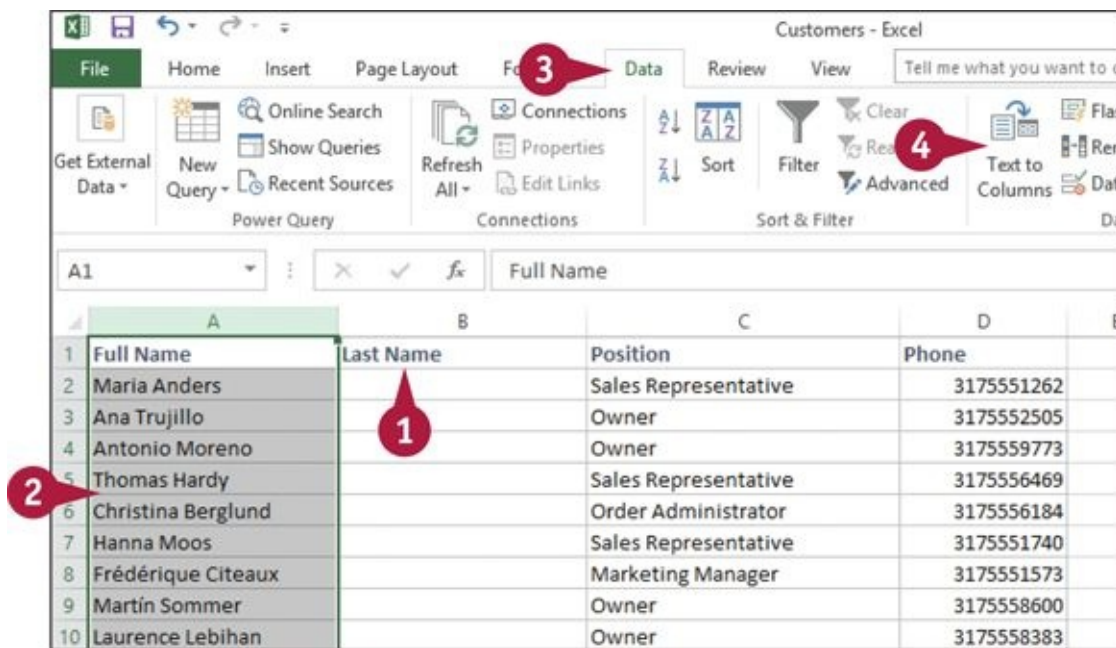 Customers - Excel
File Home Insert Page Layout 3 Data Review View Tell me what you want to
Get External Data
New Query
Online Search
Show Queries
Recent Sources
Power Query
Refresh All
Connections
Properties
Edit Links
Connections
Sort
Filter
Clear
Advanced
Sort & Filter
4
Text to Columns
A1 fx Full Name
A B C D
1 Full Name Last Name Position Phone
2 Maria Anders Sales Representative 3175551262
3 Ana Trujillo Owner 3175552505
1
4 Antonio Moreno Owner 3175559773
5 Thomas Hardy Sales Representative 3175556469
2
6 Christina Berglund Order Administrator 3175556184
7 Hanna Moos Sales Representative 3175551740
8 Frédérique Citeaux Marketing Manager 3175551573
9 Martín Sommer Owner 3175558600
10 Laurence Lebihan Owner 3175558383